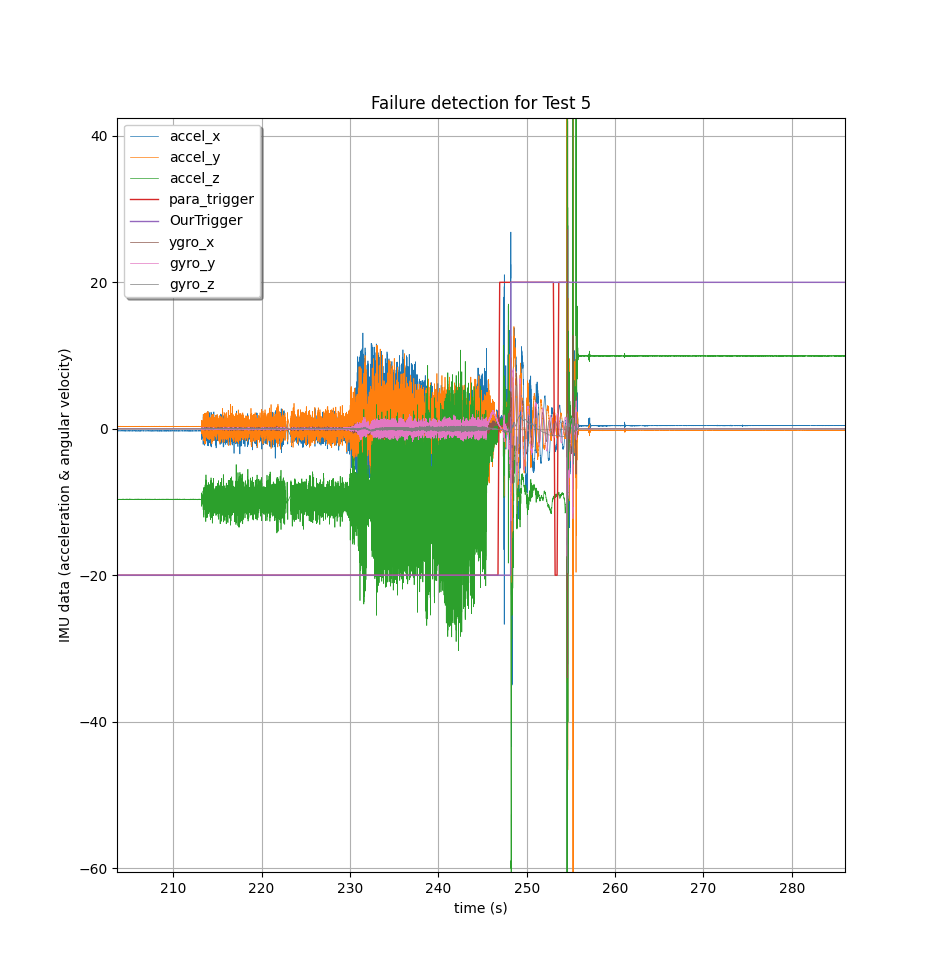 Failure detection for Test 5
accel_x
accel_y
accel_z
para_trigger
OurTrigger
ygro_x
gyro_y
gyro_z
IMU data (acceleration & angular velocity)
40
20
0
−20
−40
−60
210 220 230 240 250 260 270 280
time (s)